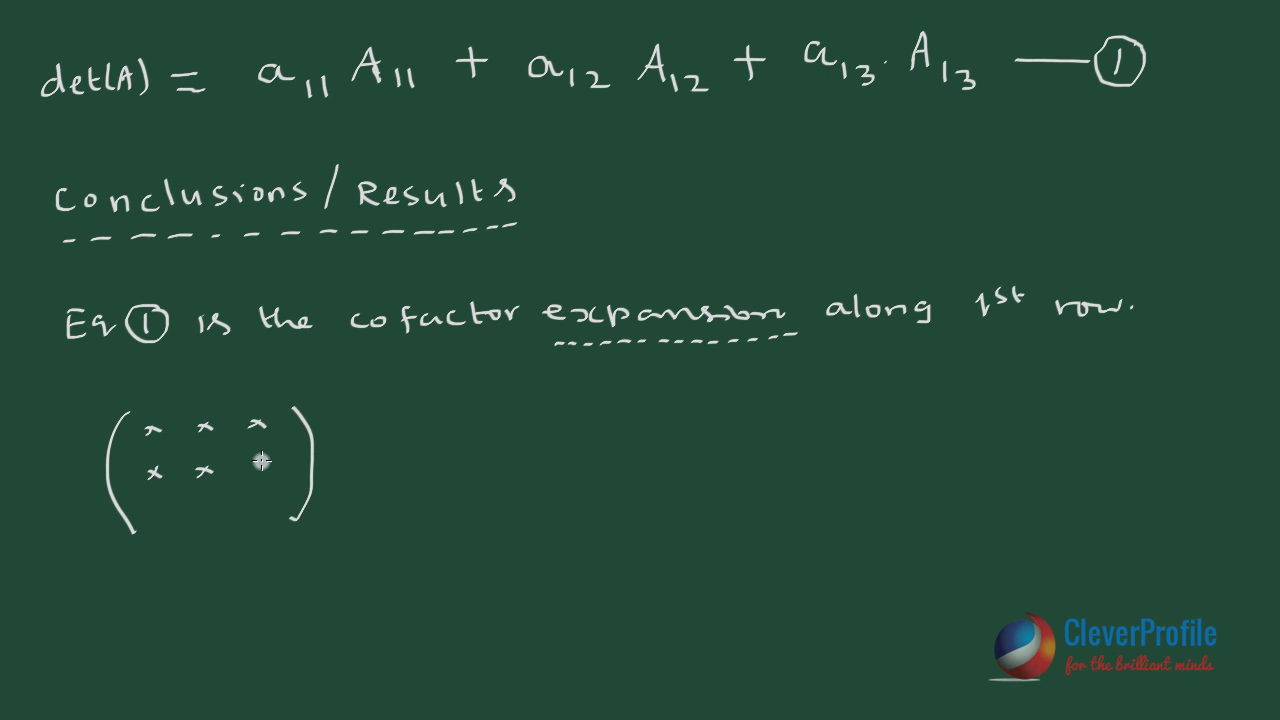 det(A) = a₁₁ A₁₁ + a₁₂ A₁₂ + a₁₃. A₁₃ —— ①
Conclusions / Results
Eq ① is the cofactor expansion along 1st row.
( x x x
x x )
CleverProfile
for the brilliant minds